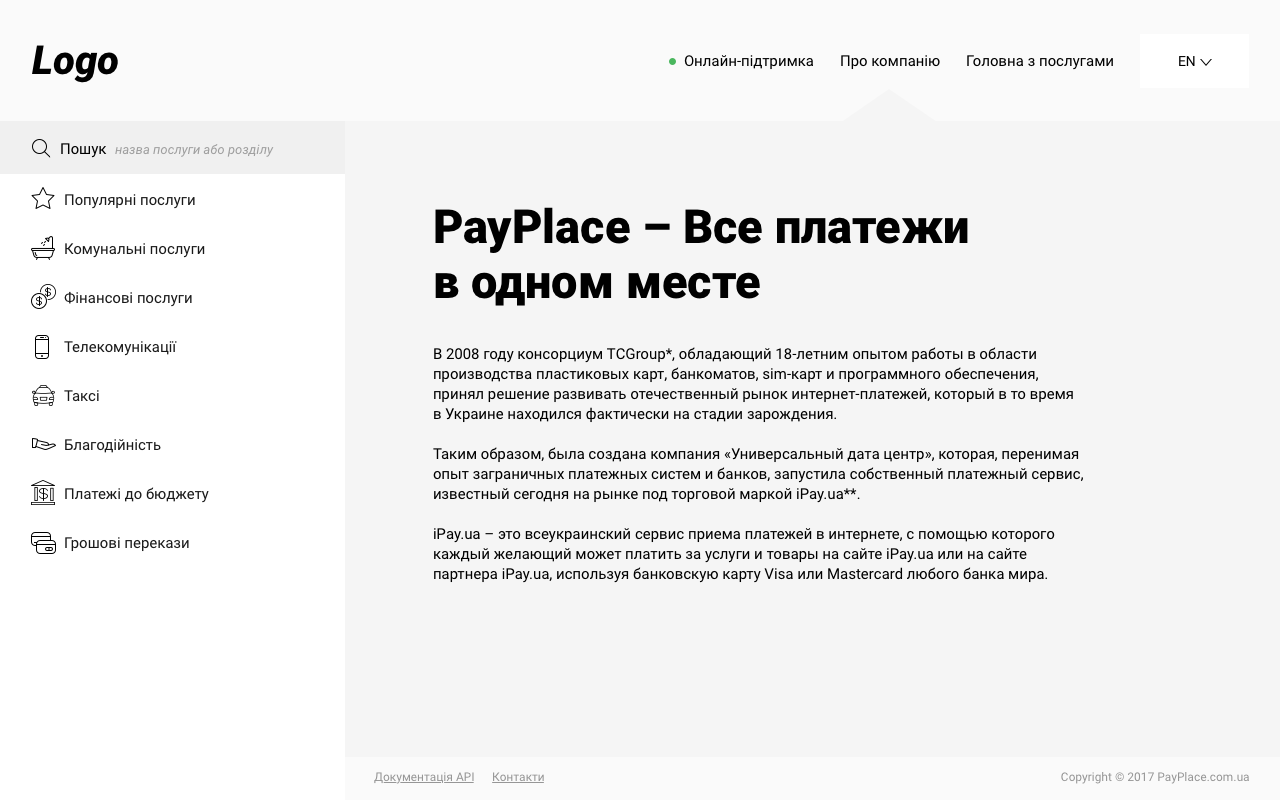 Logo
Онлайн-підтримка
Про компанію
Головна з послугами
EN
Пошук назва послуги або розділу
Популярні послуги
Комунальні послуги
Фінансові послуги
Телекомунікації
Таксі
Благодійність
Платежі до бюджету
Грошові перекази
PayPlace – Все платежи
в одном месте
В 2008 году консорциум TCGroup*, обладающий 18-летним опытом работы в области
производства пластиковых карт, банкоматов, sim-карт и программного обеспечения,
принял решение развивать отечественный рынок интернет-платежей, который в то время
в Украине находился фактически на стадии зарождения.
Таким образом, была создана компания «Универсальный дата центр», которая, перенимая
опыт заграничных платежных систем и банков, запустила собственный платежный сервис,
известный сегодня на рынке под торговой маркой iPay.ua**.
iPay.ua – это всеукраинский сервис приема платежей в интернете, с помощью которого
каждый желающий может платить за услуги и товары на сайте iPay.ua или на сайте
партнера iPay.ua, используя банковскую карту Visa или Mastercard любого банка мира.
Документація API
Контакти
Copyright © 2017 PayPlace.com.ua